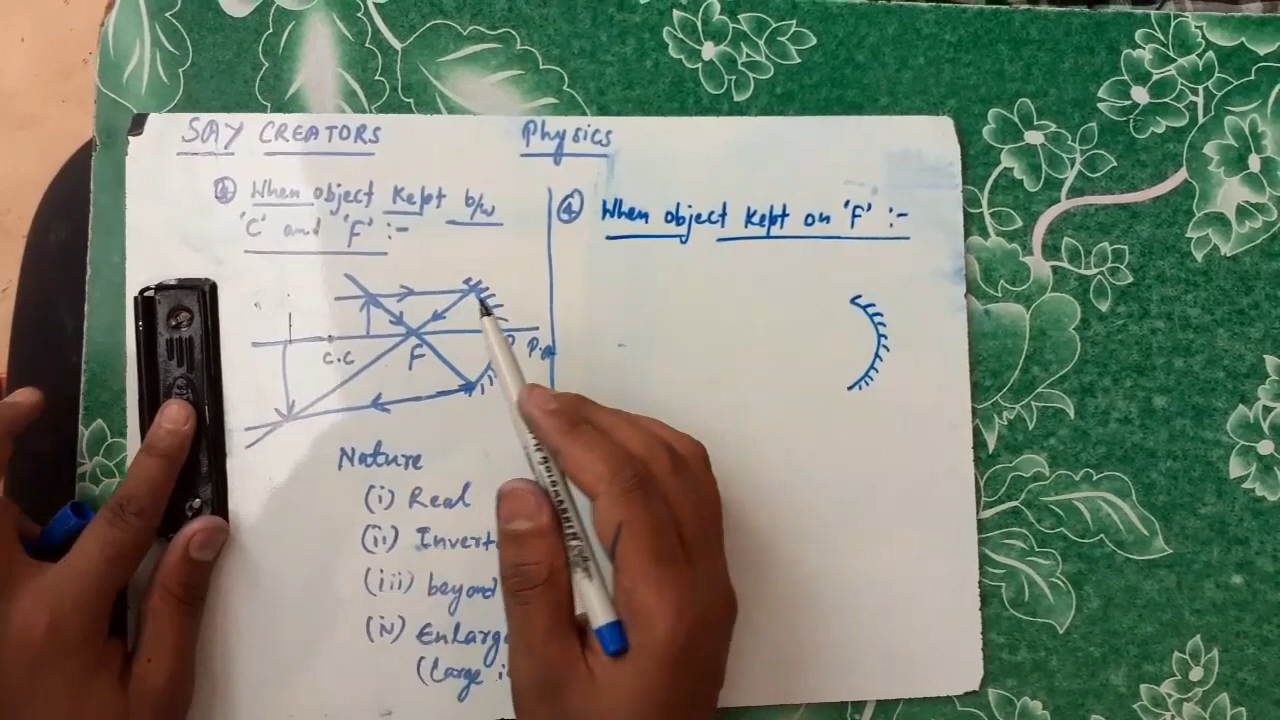 SAY CREATORS
Physics
③ When object Kept b/w
'C' and 'F' :-
C.C
F
P
P.A
Nature
(i) Real
(ii) Invert
(iii) beyond
(iv) Enlarg
(large i
④ When object Kept on 'F' :-